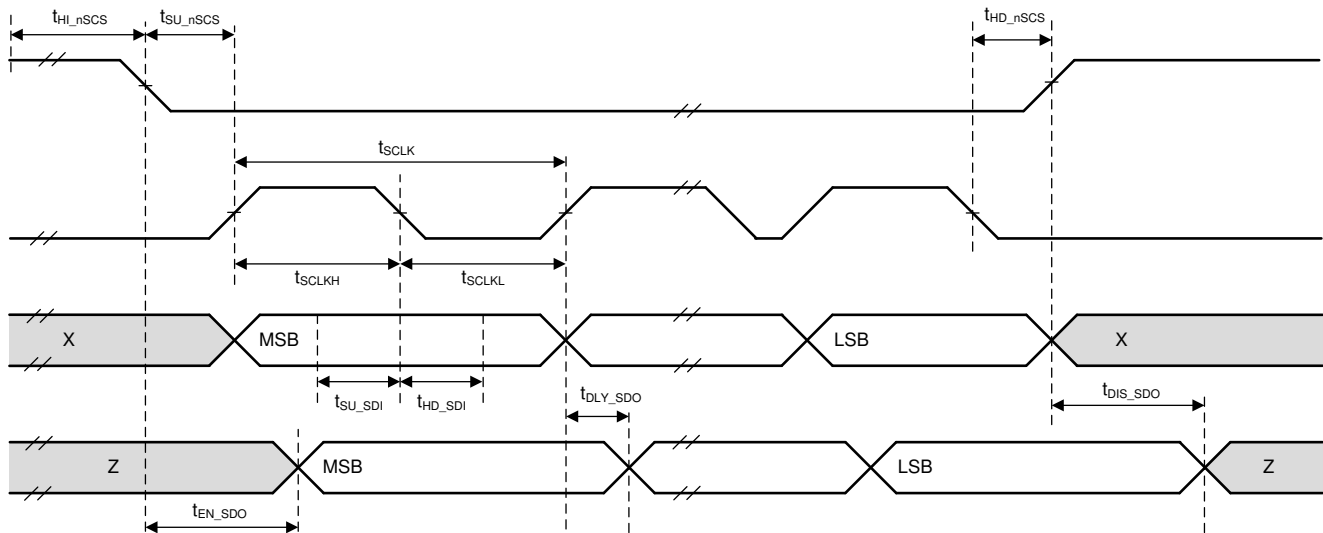 tHI_nSCS tSU_nSCS tHD_nSCS
tSCLK
tSCLKH tSCLKL
X MSB LSB X
tSU_SDI tHD_SDI tDLY_SDO tDIS_SDO
Z MSB LSB Z
tEN_SDO